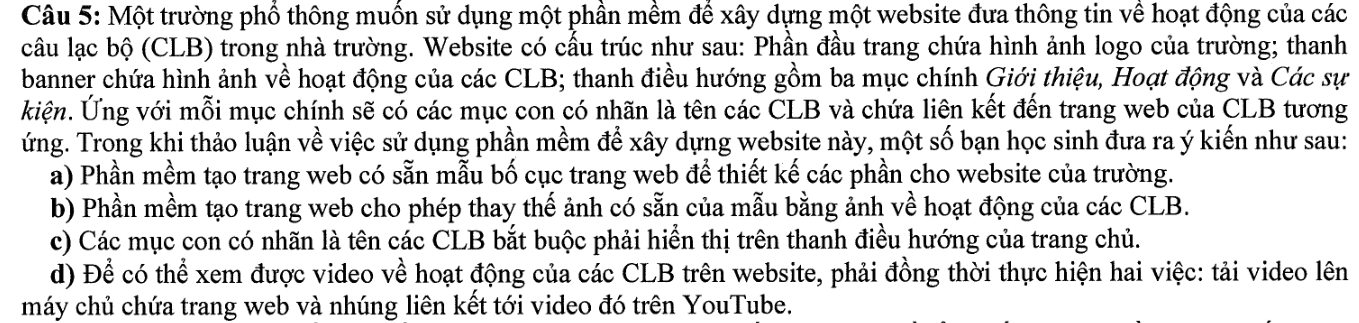 Câu 5: Một trường phổ thông muốn sử dụng một phần mềm để xây dựng một website đưa thông tin về hoạt động của các
câu lạc bộ (CLB) trong nhà trường. Website có cấu trúc như sau: Phần đầu trang chứa hình ảnh logo của trường; thanh
banner chứa hình ảnh về hoạt động của các CLB; thanh điều hướng gồm ba mục chính Giới thiệu, Hoạt động và Các sự
kiện. Ứng với mỗi mục chính sẽ có các mục con có nhãn là tên các CLB và chứa liên kết đến trang web của CLB tương
ứng. Trong khi thảo luận về việc sử dụng phần mềm để xây dựng website này, một số bạn học sinh đưa ra ý kiến như sau:
a) Phần mềm tạo trang web có sẵn mẫu bố cục trang web để thiết kế các phần cho website của trường.
b) Phần mềm tạo trang web cho phép thay thế ảnh có sẵn của mẫu bằng ảnh về hoạt động của các CLB.
c) Các mục con có nhãn là tên các CLB bắt buộc phải hiển thị trên thanh điều hướng của trang chủ.
d) Để có thể xem được video về hoạt động của các CLB trên website, phải đồng thời thực hiện hai việc: tải video lên
máy chủ chứa trang web và nhúng liên kết tới video đó trên YouTube.